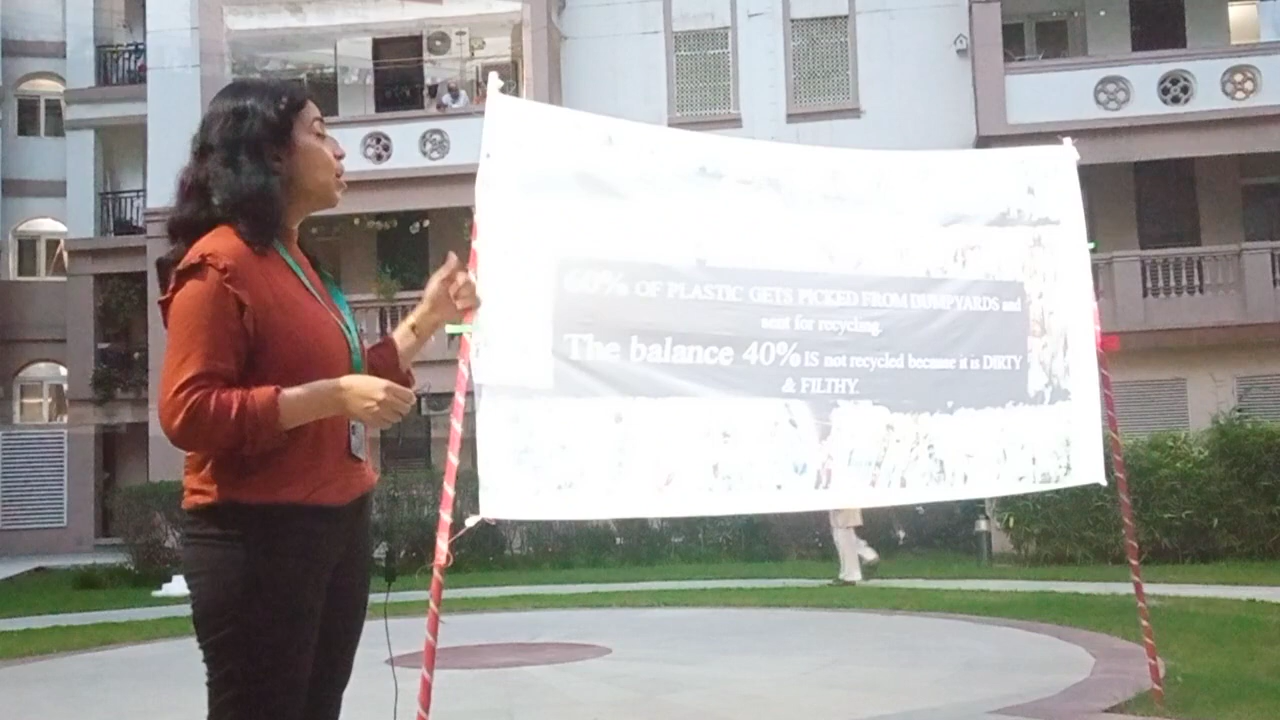 60% OF PLASTIC GETS PICKED FROM DUMPYARDS and
sent for recycling.
The balance 40% IS not recycled because it is DIRTY
& FILTHY.